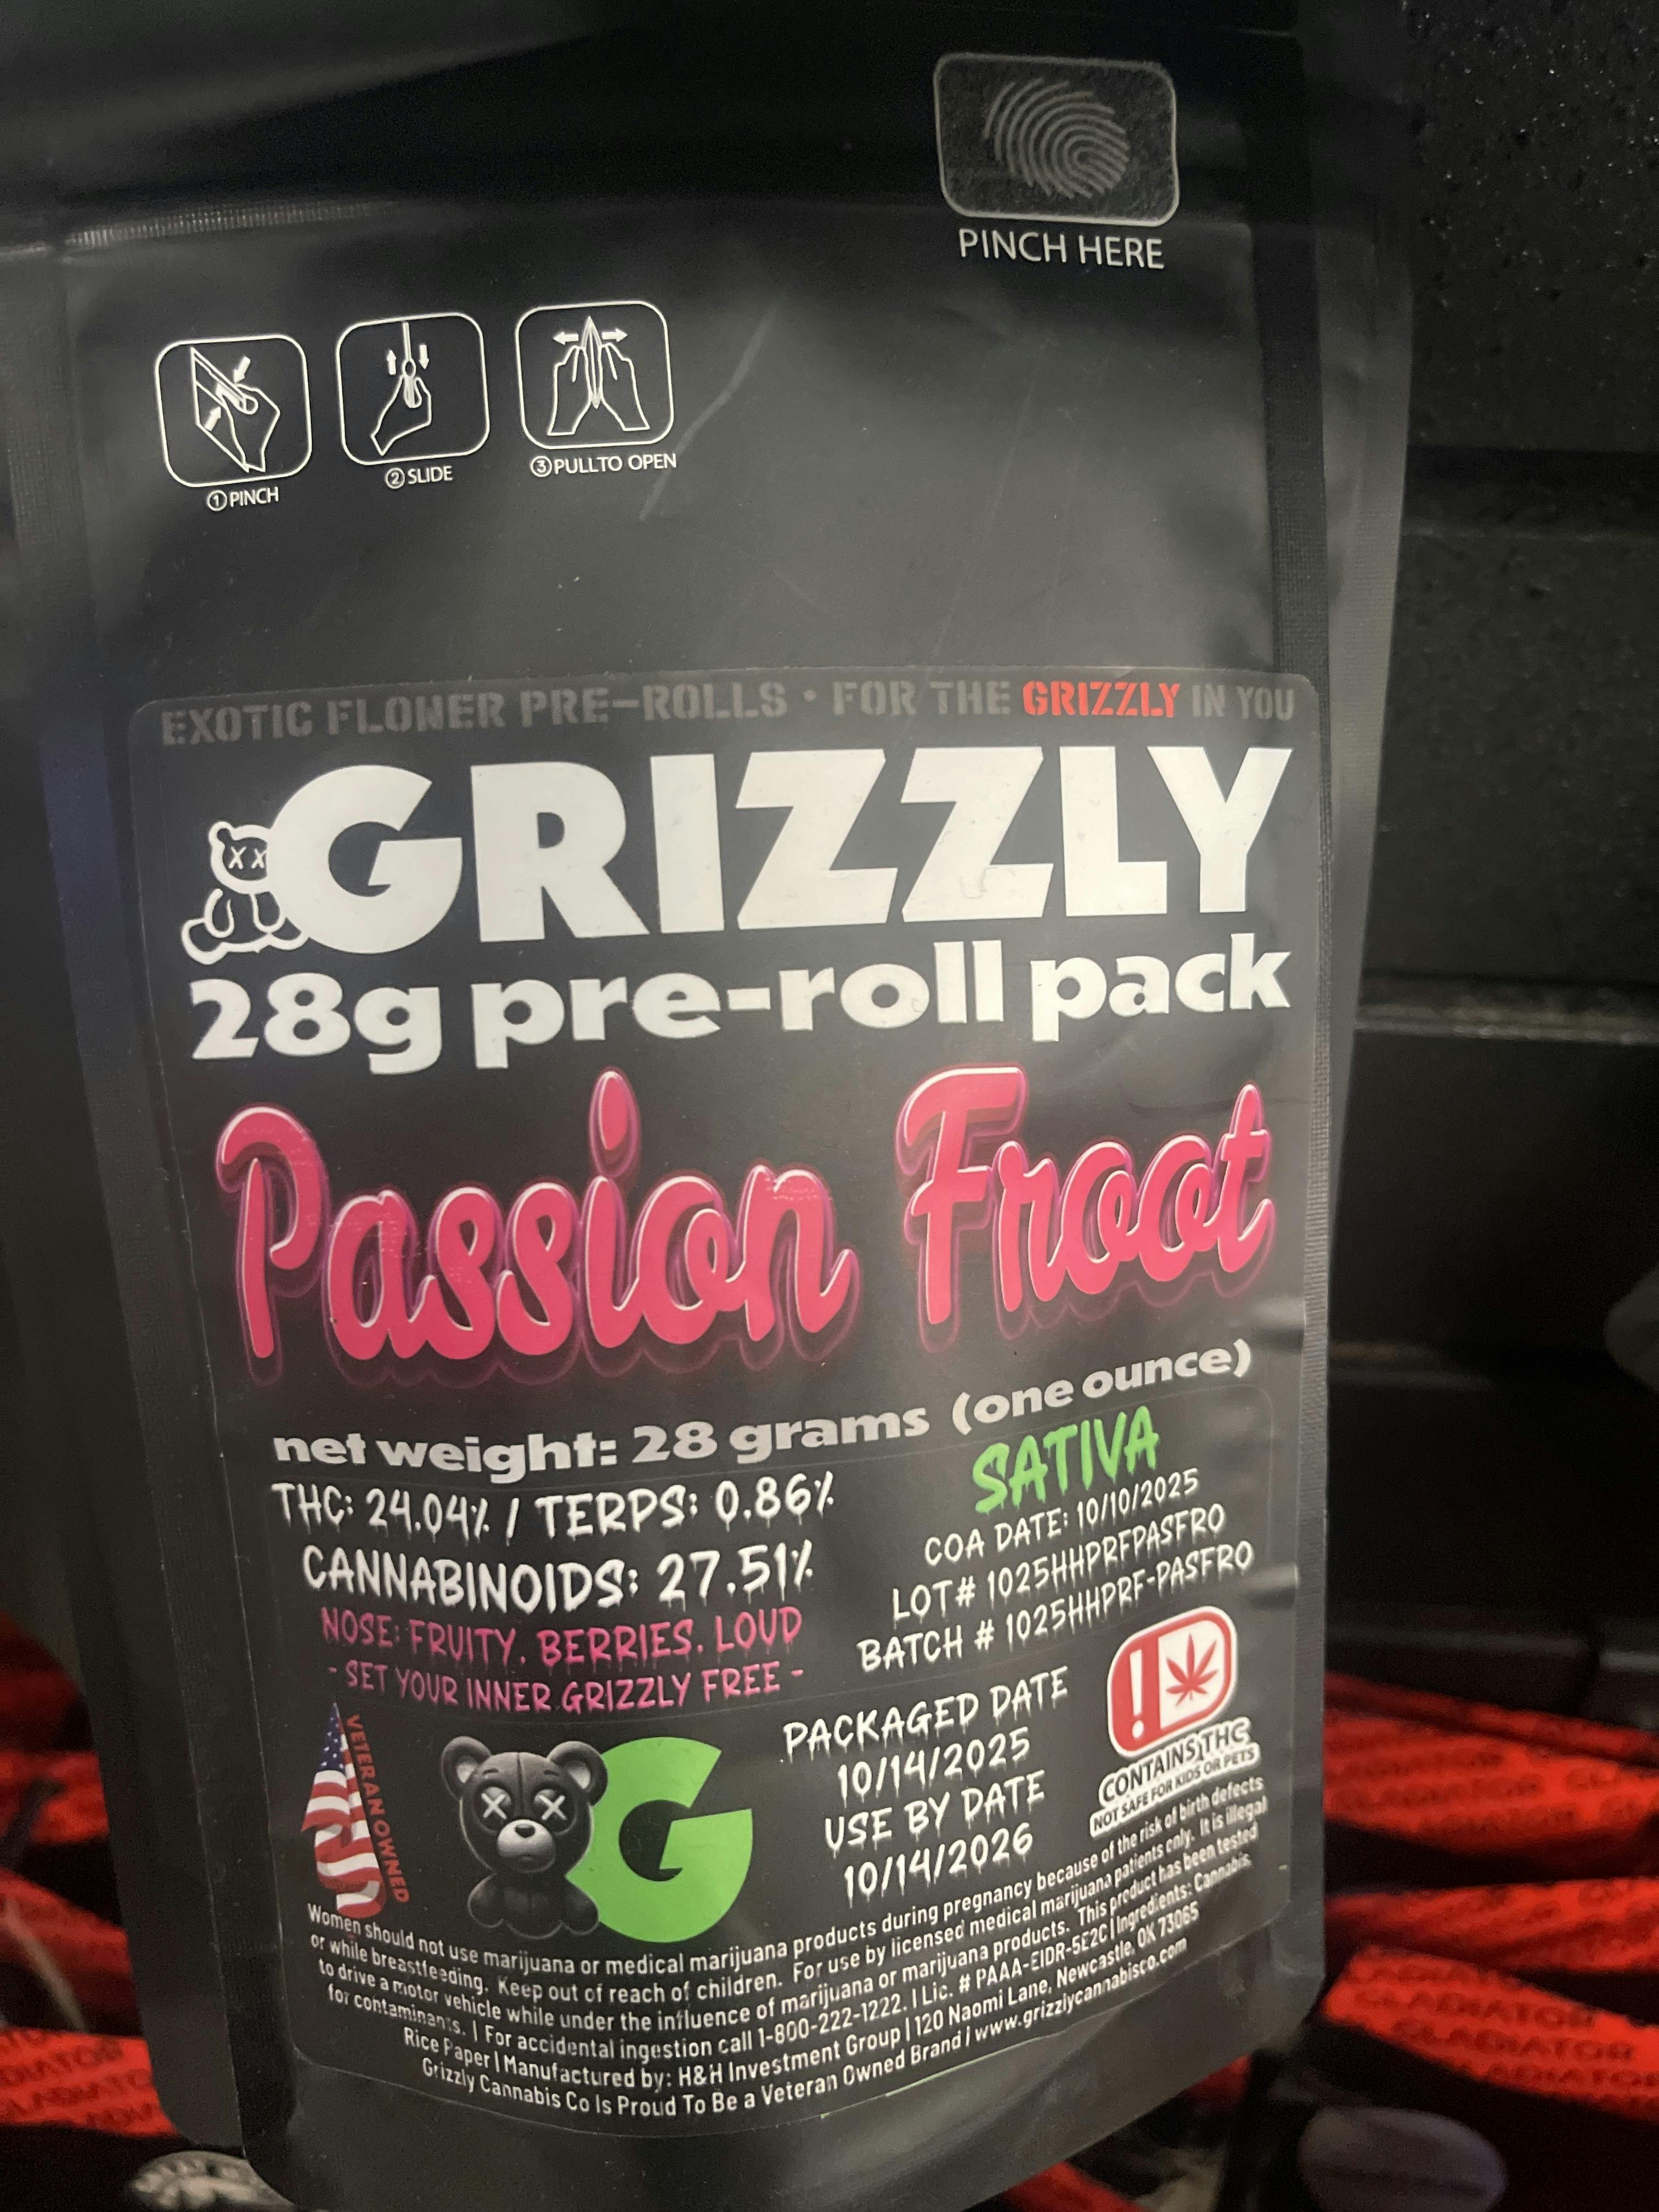 PINCH HERE
①PINCH
②SLIDE
③PULLTO OPEN
EXOTIC FLOWER PRE-ROLLS • FOR THE GRIZZLY IN YOU
GRIZZLY
28g pre-roll pack
Passion Froot
net weight: 28 grams (one ounce)
THC: 24.04% / TERPS: 0.86%
CANNABINOIDS: 27.51%
NOSE: FRUITY. BERRIES. LOUD
- SET YOUR INNER GRIZZLY FREE -
SATIVA
COA DATE: 10/10/2025
LOT# 1025HHPRFPASFRO
BATCH # 1025HHPRF-PASFRO
VETERAN OWNED
G
PACKAGED DATE
10/14/2025
USE BY DATE
10/14/2026
!
CONTAINS THC
NOT SAFE FOR KIDS OR PETS
Women should not use marijuana or medical marijuana products during pregnancy because of the risk of birth defects
or while breastfeeding. Keep out of reach of children. For use by licensed medical marijuana patients only. It is illegal
to drive a motor vehicle while under the influence of marijuana or marijuana products. This product has been tested
for contaminants. | For accidental ingestion call 1-800-222-1222. | Lic. # PAAA-EIDR-5E2C | Ingredients: Cannabis,
Rice Paper | Manufactured by: H&H Investment Group | 120 Naomi Lane, Newcastle, OK 73065
Grizzly Cannabis Co Is Proud To Be a Veteran Owned Brand | www.grizzlycannabisco.com
GLADIATOR
GLADIATOR
GLADIATOR